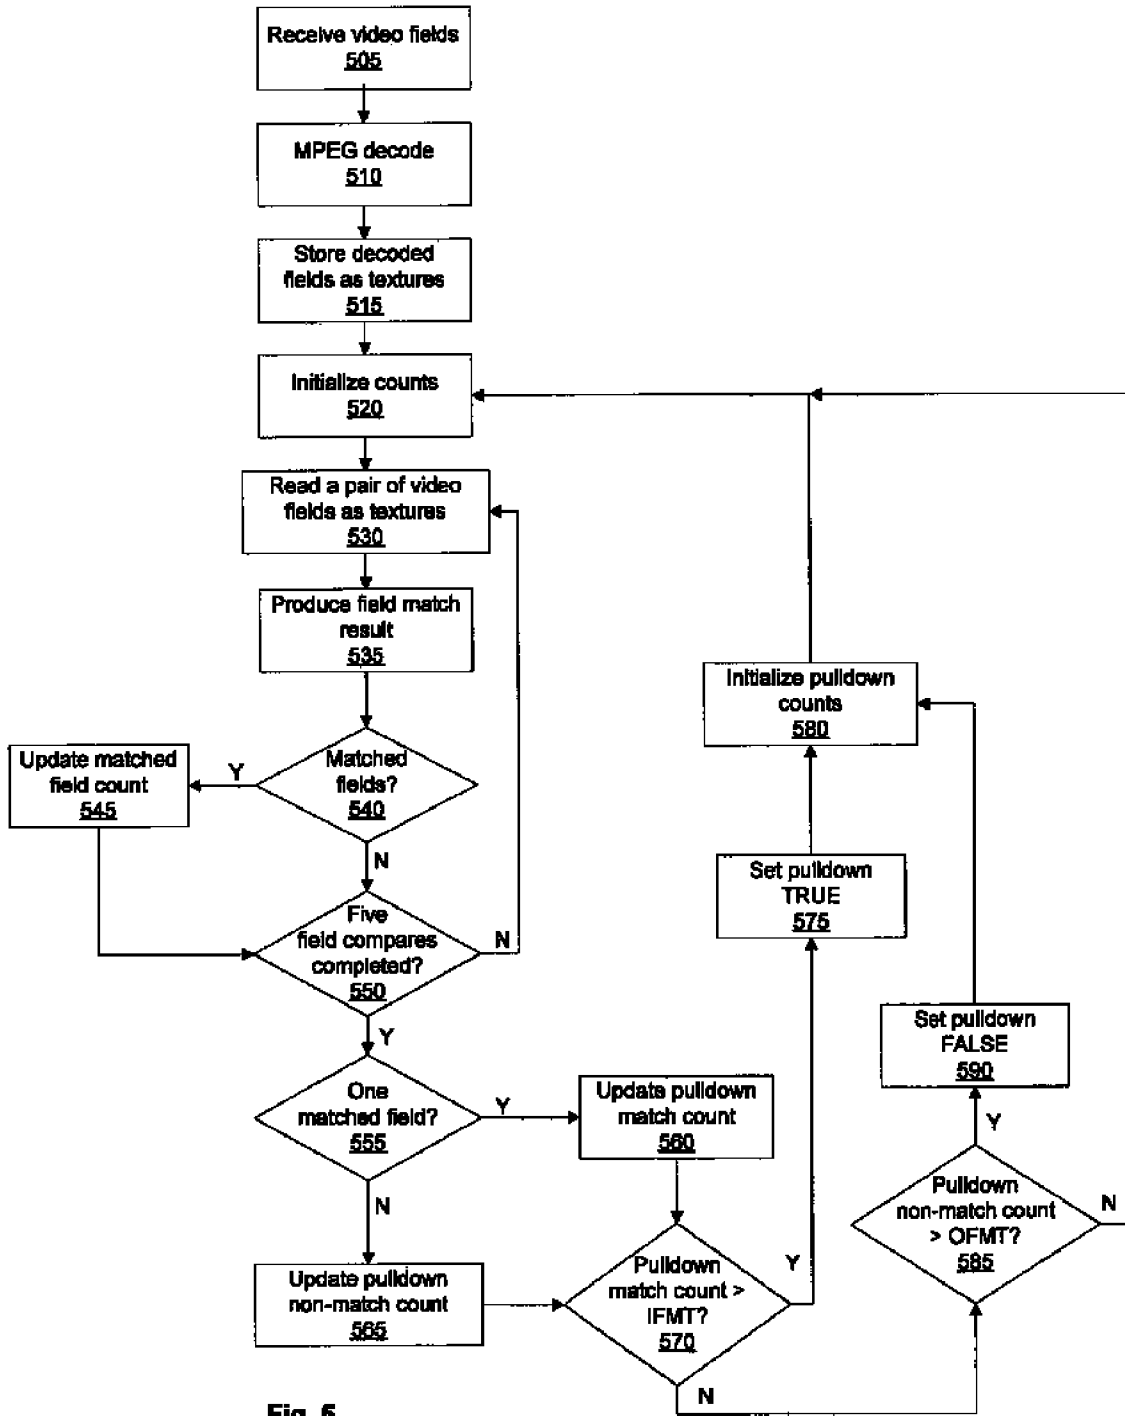 Receive video fields
505
MPEG decode
510
Store decoded
fields as textures
515
Initialize counts
520
Read a pair of video
fields as textures
530
Produce field match
result
535
Matched
fields?
540
Y
N
Update matched
field count
545
Five
field compares
completed?
550
N
Y
One
matched field?
555
Y
N
Update pulldown
match count
560
Update pulldown
non-match count
565
Pulldown
match count >
IFMT?
570
Y
N
Set pulldown
TRUE
575
Initialize pulldown
counts
580
Pulldown
non-match count
> OFMT?
585
Y
N
Set pulldown
FALSE
590